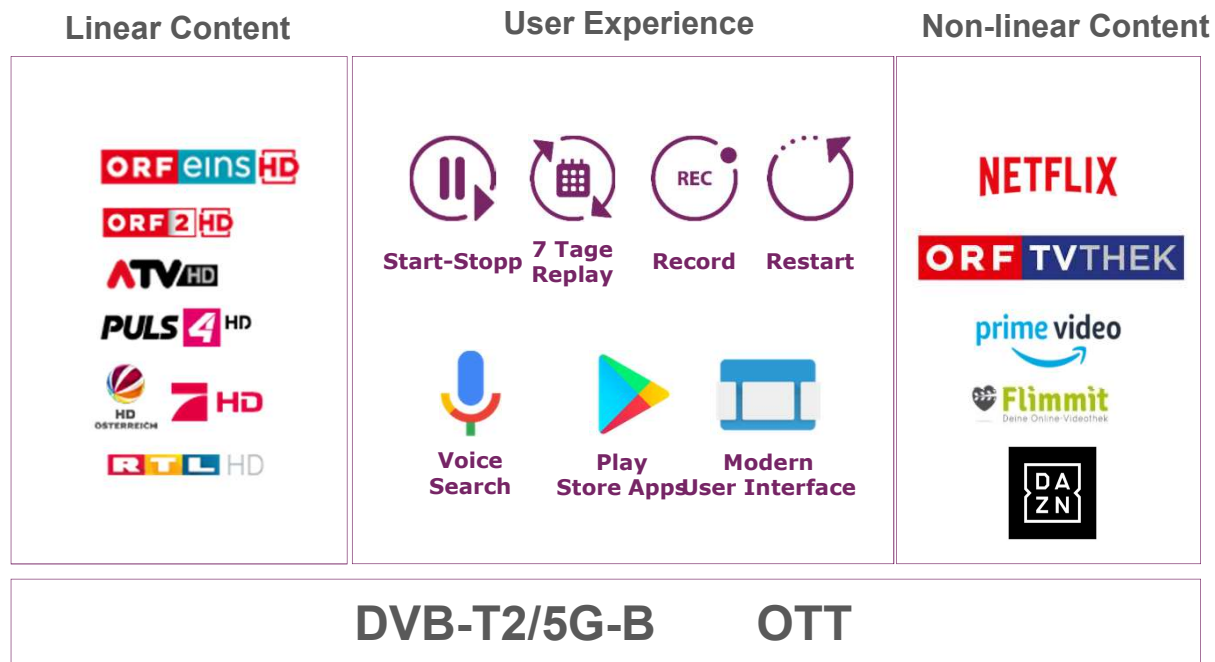 Linear Content
User Experience
Non-linear Content
ORF eins HD
ORF 2 HD
ATV HD
PULS 4 HD
HD
ÖSTERREICH
7 HD
RTL HD
REC
Start-Stopp
7 Tage
Replay
Record
Restart
Voice
Search
Play
Store Apps
Modern
User Interface
NETFLIX
ORF TVTHEK
prime video
Flimmit
Deine Online-Videothek
DA
ZN
DVB-T2/5G-B OTT